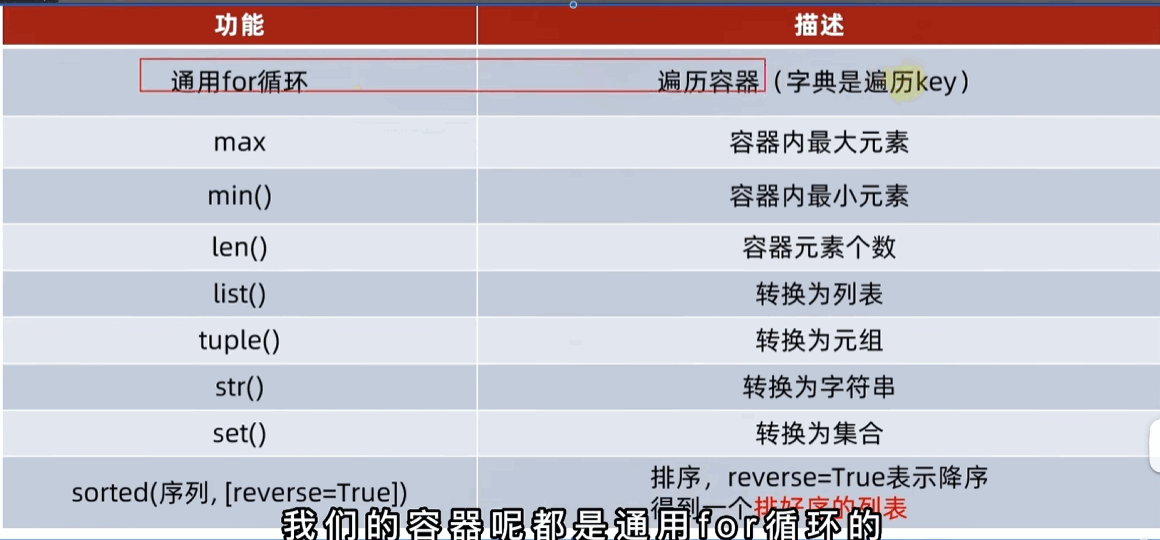 功能 描述
通用for循环 遍历容器（字典是遍历key）
max 容器内最大元素
min() 容器内最小元素
len() 容器元素个数
list() 转换为列表
tuple() 转换为元组
str() 转换为字符串
set() 转换为集合
sorted(序列, [reverse=True]) 排序，reverse=True表示降序
得到一个排好序的列表
我们的容器呢都是通用for循环的